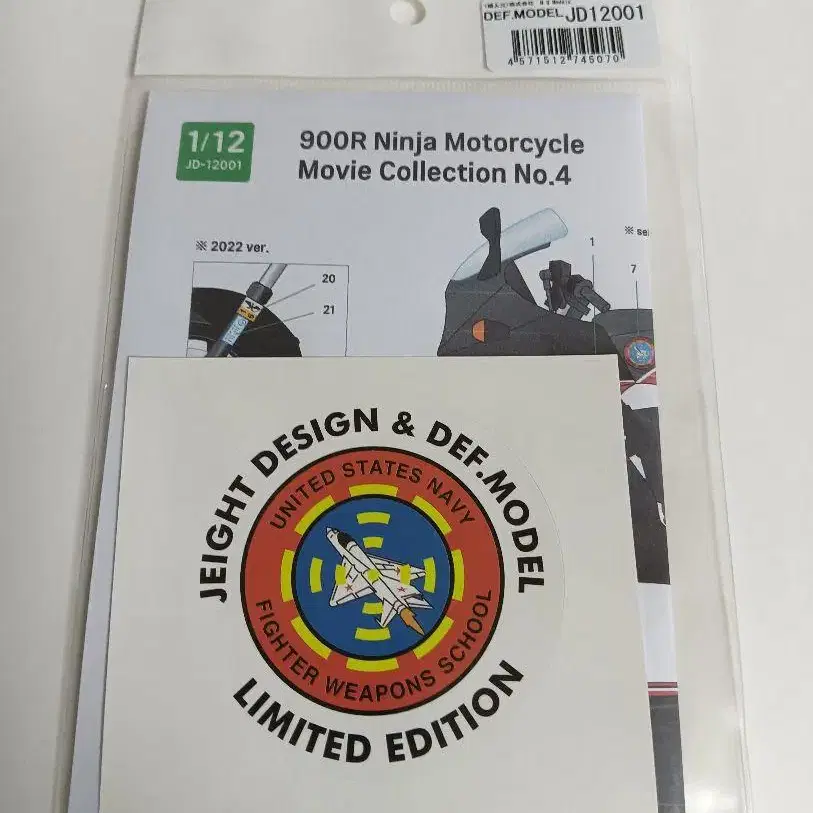 DEF.MODEL JD12001
4 571512 745070
1/12
JD-12001
900R Ninja Motorcycle
Movie Collection No.4
※ 2022 ver.
20
21
1
7
※ se
JEIGHT DESIGN & DEF.MODEL
UNITED STATES NAVY
FIGHTER WEAPONS SCHOOL
LIMITED EDITION